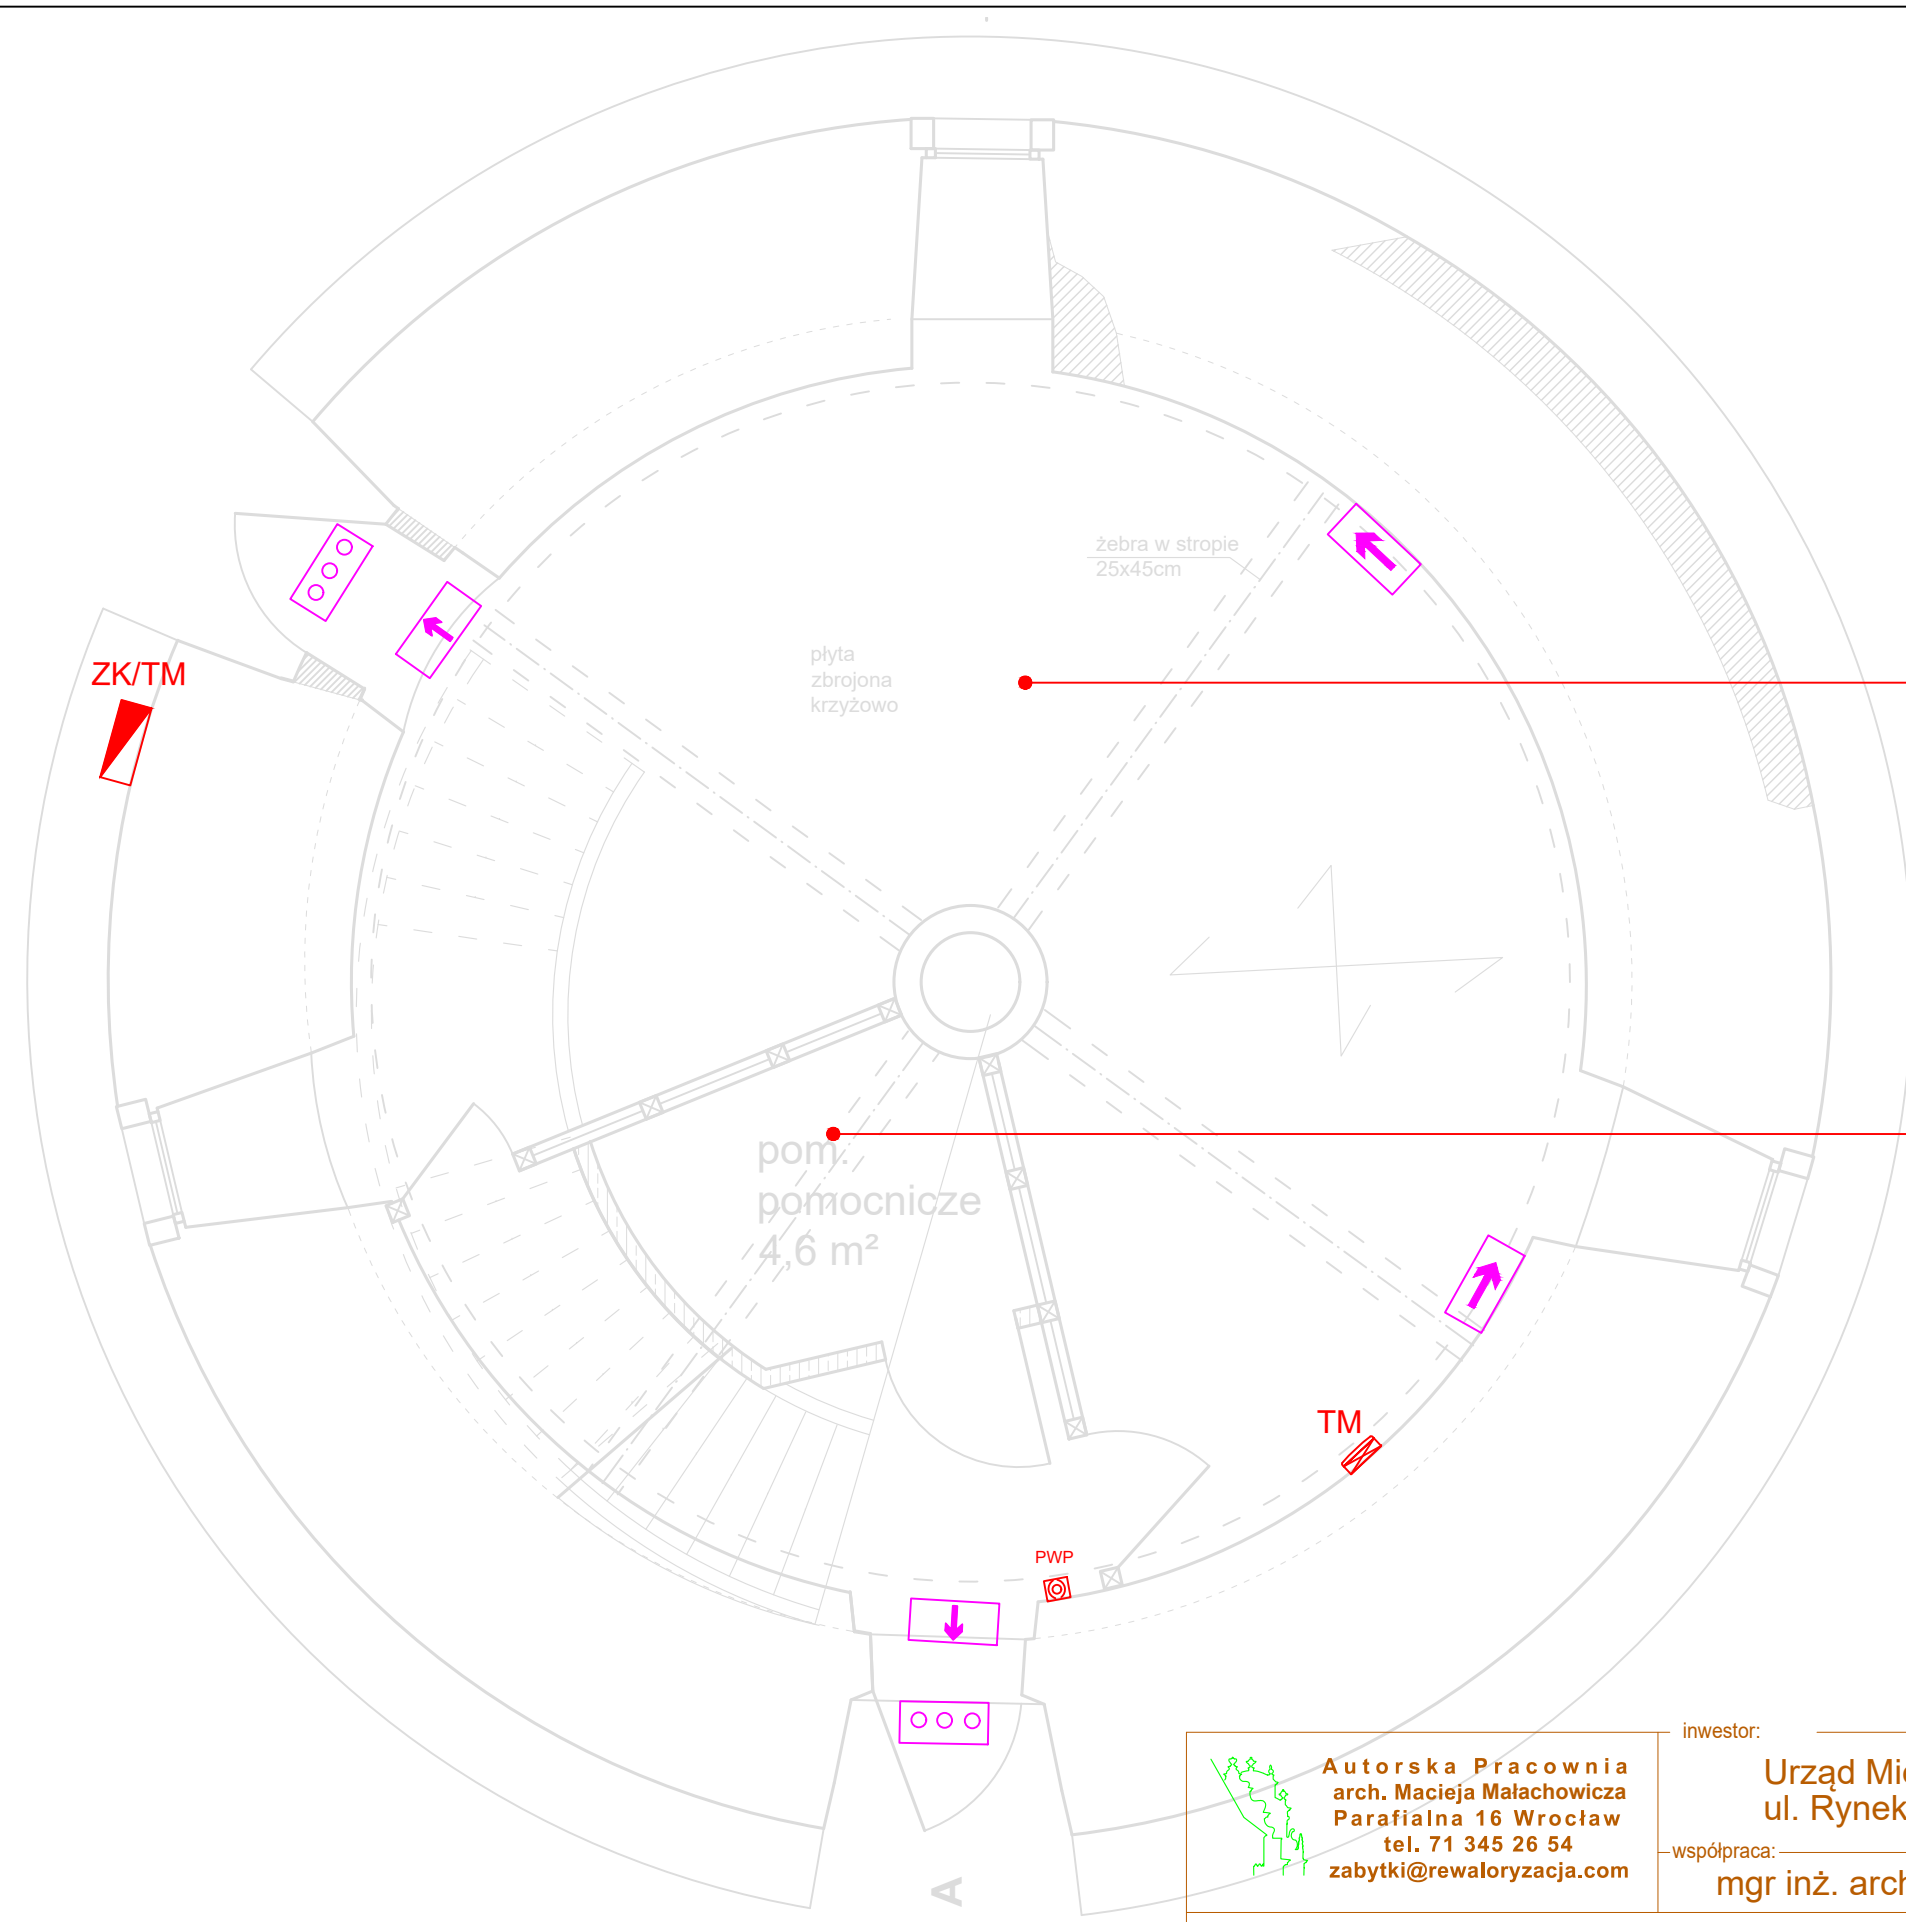 żebra w stropie
25x45cm
płyta
zbrojona
krzyżowo
ZK/TM
pom.
pomocnicze
4,6 m²
TM
PWP
A
Autorska Pracownia
arch. Macieja Małachowicza
Parafialna 16 Wrocław
tel. 71 345 26 54
zabytki@rewaloryzacja.com
inwestor:
Urząd Mie
ul. Rynek
współpraca:
mgr inż. arch